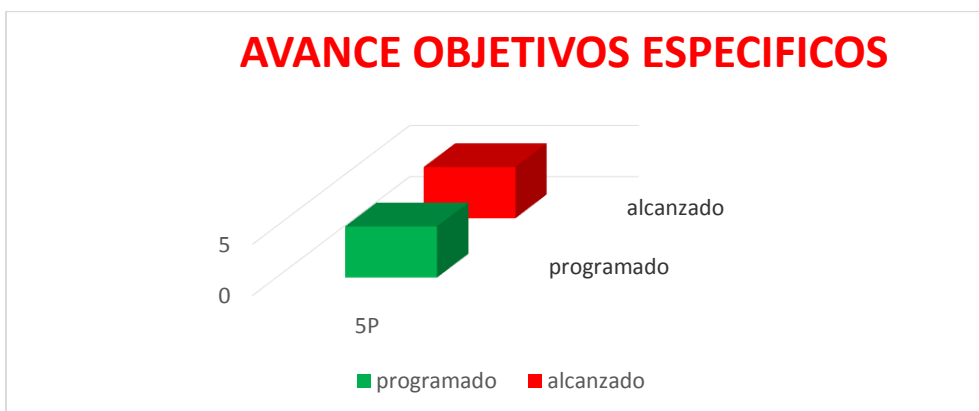 AVANCE OBJETIVOS ESPECIFICOS
alcanzado
5
programado
0
5P
programado alcanzado